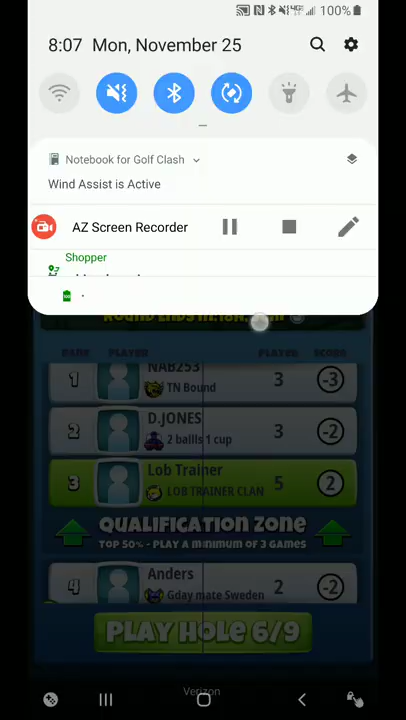 100%
8:07 Mon, November 25
Notebook for Golf Clash
Wind Assist is Active
AZ Screen Recorder
Shopper
RANK PLAYER PLAYER SCORE
1 NAB253 3 -3
TN Bound
2 D.JONES 3 -2
2 ballls 1 cup
3 Lob Trainer 5 2
LOB TRAINER CLAN
QUALIFICATION ZONE
TOP 50% - PLAY A MINIMUM OF 3 GAMES
4 Anders 2 -2
Gday mate Sweden
PLAY HOLE 6/9
Verizon